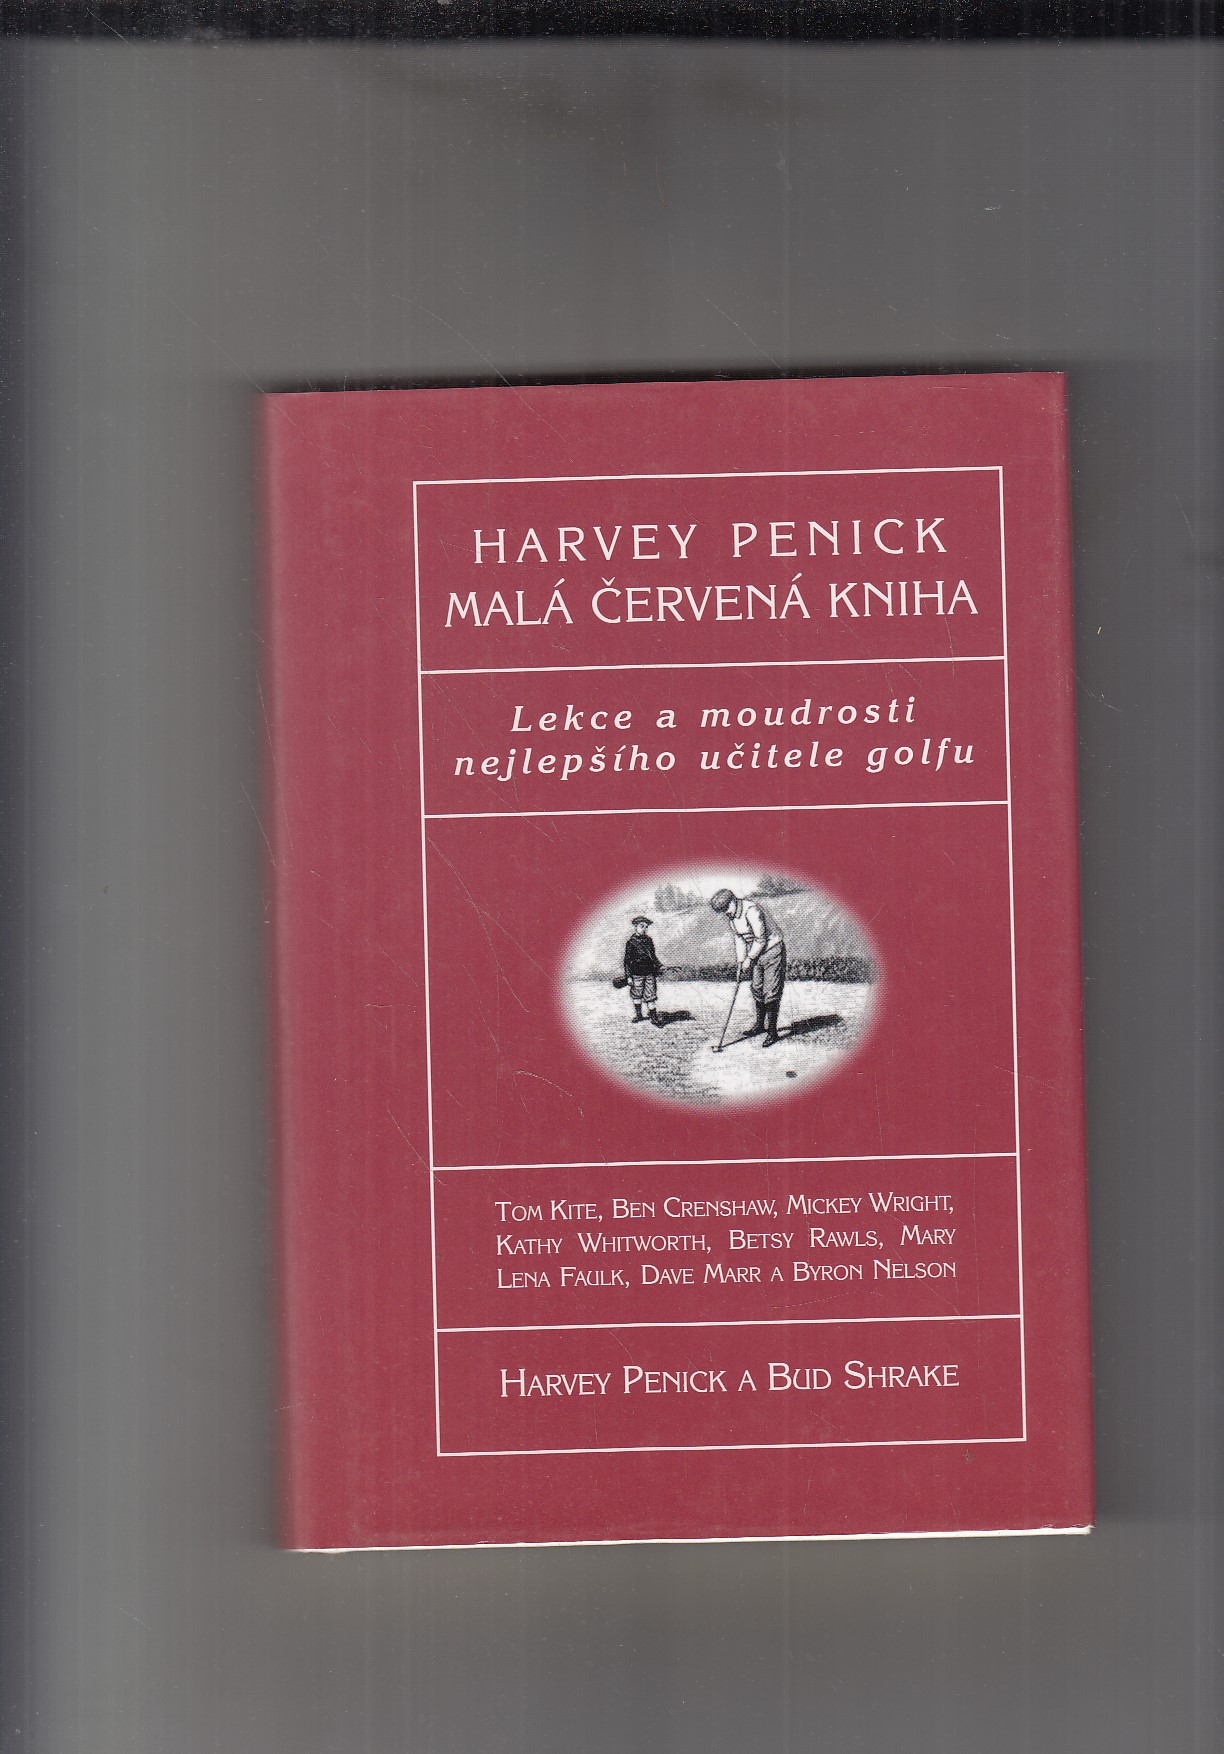 HARVEY PENICK
MALÁ ČERVENÁ KNIHA
Lekce a moudrosti
nejlepšího učitele golfu
TOM KITE, BEN CRENSHAW, MICKEY WRIGHT,
KATHY WHITWORTH, BETSY RAWLS, MARY
LENA FAULK, DAVE MARR A BYRON NELSON
HARVEY PENICK A BUD SHRAKE